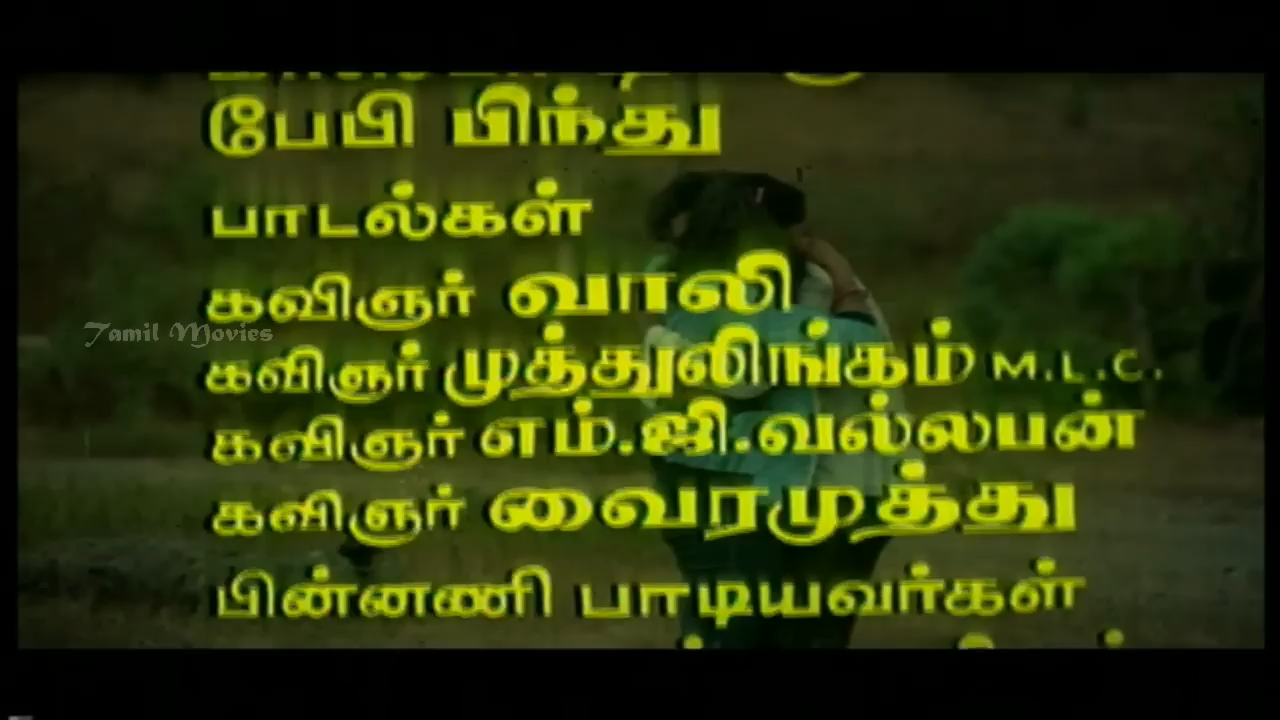 பேபி பிந்து
பாடல்கள்
கவிஞர் வாலி
Tamil Movies
கவிஞர் முத்துலிங்கம் M.L.C.
கவிஞர் எம்.ஜி.வல்லபன்
கவிஞர் வைரமுத்து
பின்னணி பாடியவர்கள்